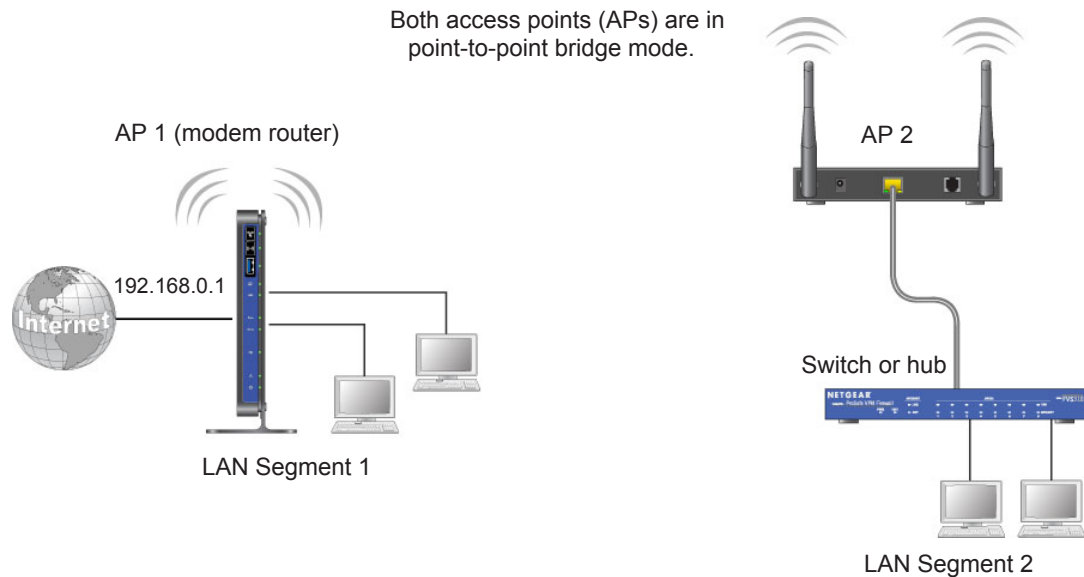 Both access points (APs) are in
point-to-point bridge mode.
AP 1 (modem router)
AP 2
192.168.0.1
Internet
Switch or hub
NETGEAR
LAN Segment 1
LAN Segment 2